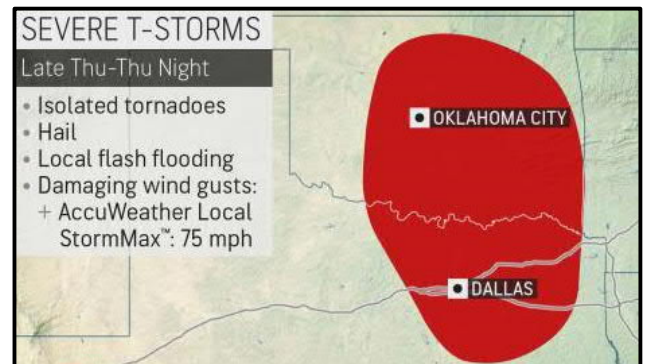 SEVERE T-STORMS
Late Thu-Thu Night
• Isolated tornadoes
• Hail
• Local flash flooding
• Damaging wind gusts:
+ AccuWeather Local
StormMax™: 75 mph
OKLAHOMA CITY
DALLAS